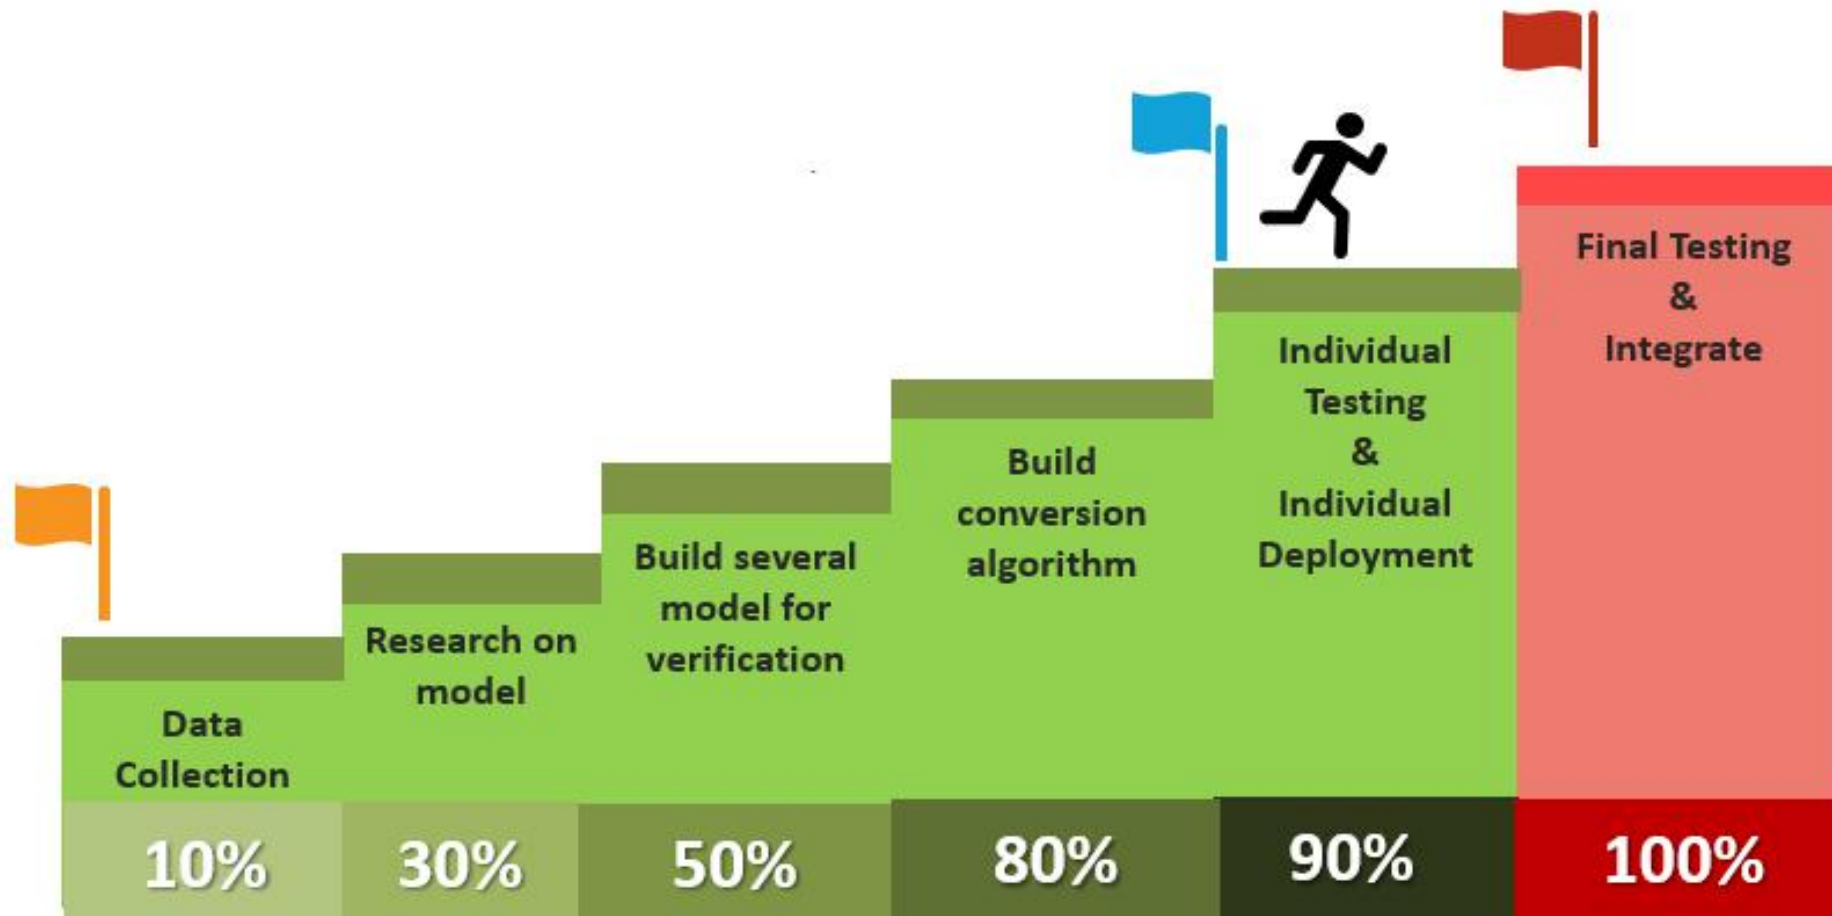 Data
Collection
10%
Research on
model
30%
Build several
model for
verification
50%
Build
conversion
algorithm
80%
Individual
Testing
&
Individual
Deployment
90%
Final Testing
&
Integrate
100%